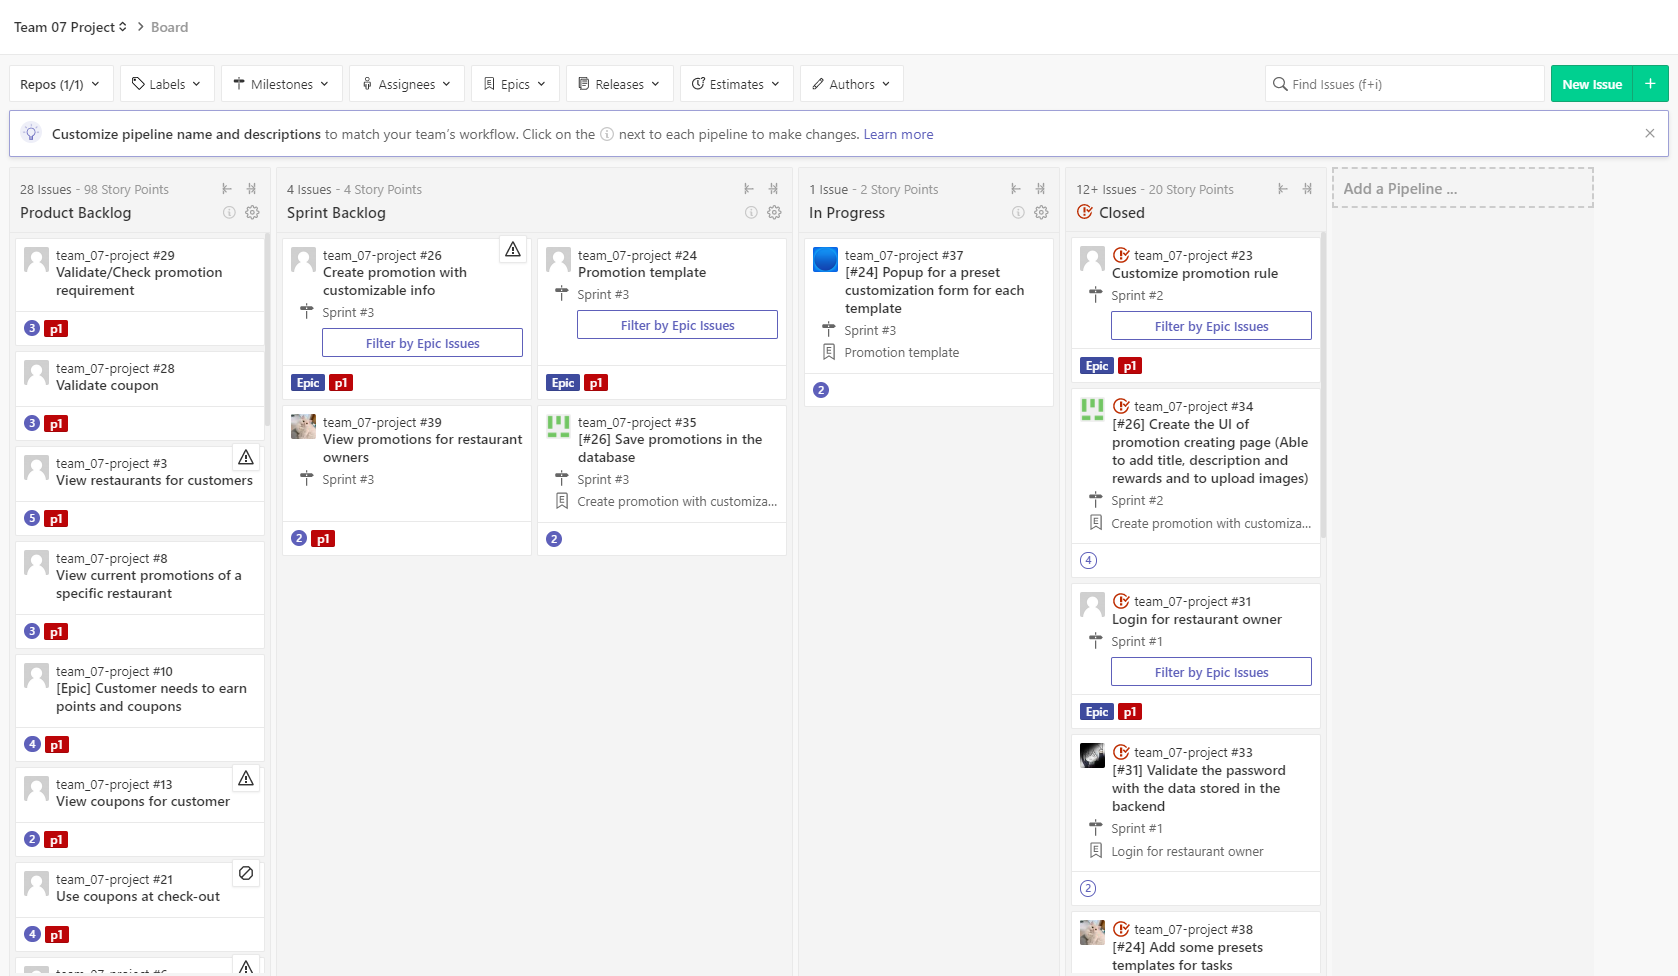 Team 07 Project > Board
Repos (1/1)
Labels
Milestones
Assignees
Epics
Releases
Estimates
Authors
Find Issues (f+i)
New Issue
+
Customize pipeline name and descriptions to match your team's workflow. Click on the ⓘ next to each pipeline to make changes. Learn more
28 Issues - 98 Story Points
Product Backlog
team_07-project #29
Validate/Check promotion
requirement
3 p1
team_07-project #28
Validate coupon
3 p1
team_07-project #3
View restaurants for customers
5 p1
team_07-project #8
View current promotions of a
specific restaurant
3 p1
team_07-project #10
[Epic] Customer needs to earn
points and coupons
4 p1
team_07-project #13
View coupons for customer
2 p1
team_07-project #21
Use coupons at check-out
4 p1
4 Issues - 4 Story Points
Sprint Backlog
team_07-project #26
Create promotion with
customizable info
Sprint #3
Filter by Epic Issues
Epic p1
team_07-project #24
Promotion template
Sprint #3
Filter by Epic Issues
Epic p1
team_07-project #39
View promotions for restaurant
owners
Sprint #3
2 p1
team_07-project #35
[#26] Save promotions in the
database
Sprint #3
Create promotion with customiza...
2
1 Issue - 2 Story Points
In Progress
team_07-project #37
[#24] Popup for a preset
customization form for each
template
Sprint #3
Promotion template
2
12+ Issues - 20 Story Points
Closed
team_07-project #23
Customize promotion rule
Sprint #2
Filter by Epic Issues
Epic p1
team_07-project #34
[#26] Create the UI of
promotion creating page (Able
to add title, description and
rewards and to upload images)
Sprint #2
Create promotion with customiza...
4
team_07-project #31
Login for restaurant owner
Sprint #1
Filter by Epic Issues
Epic p1
team_07-project #33
[#31] Validate the password
with the data stored in the
backend
Sprint #1
Login for restaurant owner
2
team_07-project #38
[#24] Add some presets
templates for tasks
Add a Pipeline ...